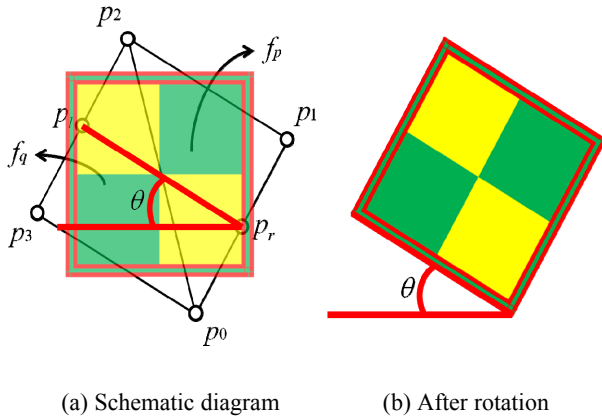 p2
fp
pl
p1
fq
θ
p3
pr
p0
θ
(a) Schematic diagram
(b) After rotation